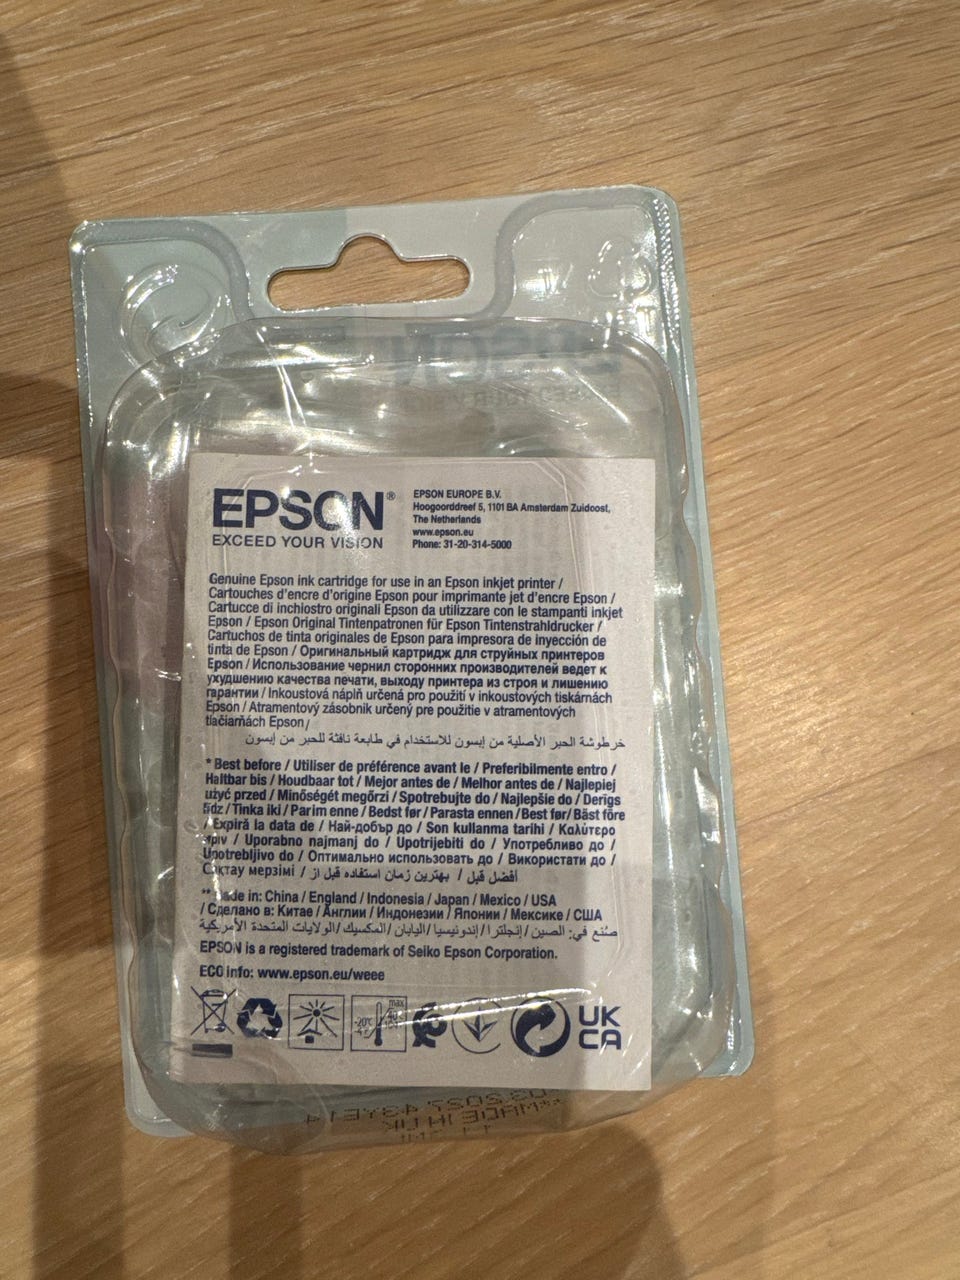 EPSON®
EXCEED YOUR VISION
EPSON EUROPE B.V.
Hoogoorddreef 5, 1101 BA Amsterdam Zuidoost,
The Netherlands
www.epson.eu
Phone: 31-20-314-5000
Genuine Epson ink cartridge for use in an Epson inkjet printer /
Cartouches d'encre d'origine Epson pour imprimante jet d'encre Epson /
Cartucce di inchiostro originali Epson da utilizzare con le stampanti inkjet
Epson / Epson Original Tintenpatronen für Epson Tintenstrahldrucker /
Cartuchos de tinta originales de Epson para impresora de inyección de
tinta de Epson / Оригинальный картридж для струйных принтеров
Epson / Использование чернил сторонних производителей ведет к
ухудшению качества печати, выходу принтера из строя и лишению
гарантии / Inkoustová náplň určená pro použití v inkoustových tiskárnách
Epson / Atramentový zásobník určený pre použitie v atramentových
tlačiarňách Epson /
خرطوشة الحبر الأصلية من إبسون للاستخدام في طابعة نافثة للحبر من إبسون
* Best before / Utiliser de préférence avant le / Preferibilmente entro /
Haltbar bis / Houdbaar tot / Mejor antes de / Melhor antes de / Najlepiej
użyć przed / Minőségét megőrzi / Spotrebujte do / Najlepšie do / Derīgs
līdz / Tinka iki / Parim enne / Bedst før / Parasta ennen / Best før / Bäst före
/ Expiră la data de / Най-добър до / Son kullanma tarihi / Καλύτερο
πριν / Uporabno najmanj do / Upotrijebiti do / Употребливо до /
Upotrebljivo do / Оптимально использовать до / Використати до /
Сақтау мерзімі / بهترین زمان استفاده قبل از / أفضل قبل
** Made in: China / England / Indonesia / Japan / Mexico / USA
/ Сделано в: Китае / Англии / Индонезии / Японии / Мексике / США
صُنع في: الصين / إنجلترا / إندونيسيا / اليابان / المكسيك / الولايات المتحدة الأمريكية
EPSON is a registered trademark of Seiko Epson Corporation.
ECO info: www.epson.eu/weee
max
-20°C
UK
CA
03.2027 43YE14
**MADE IN UK